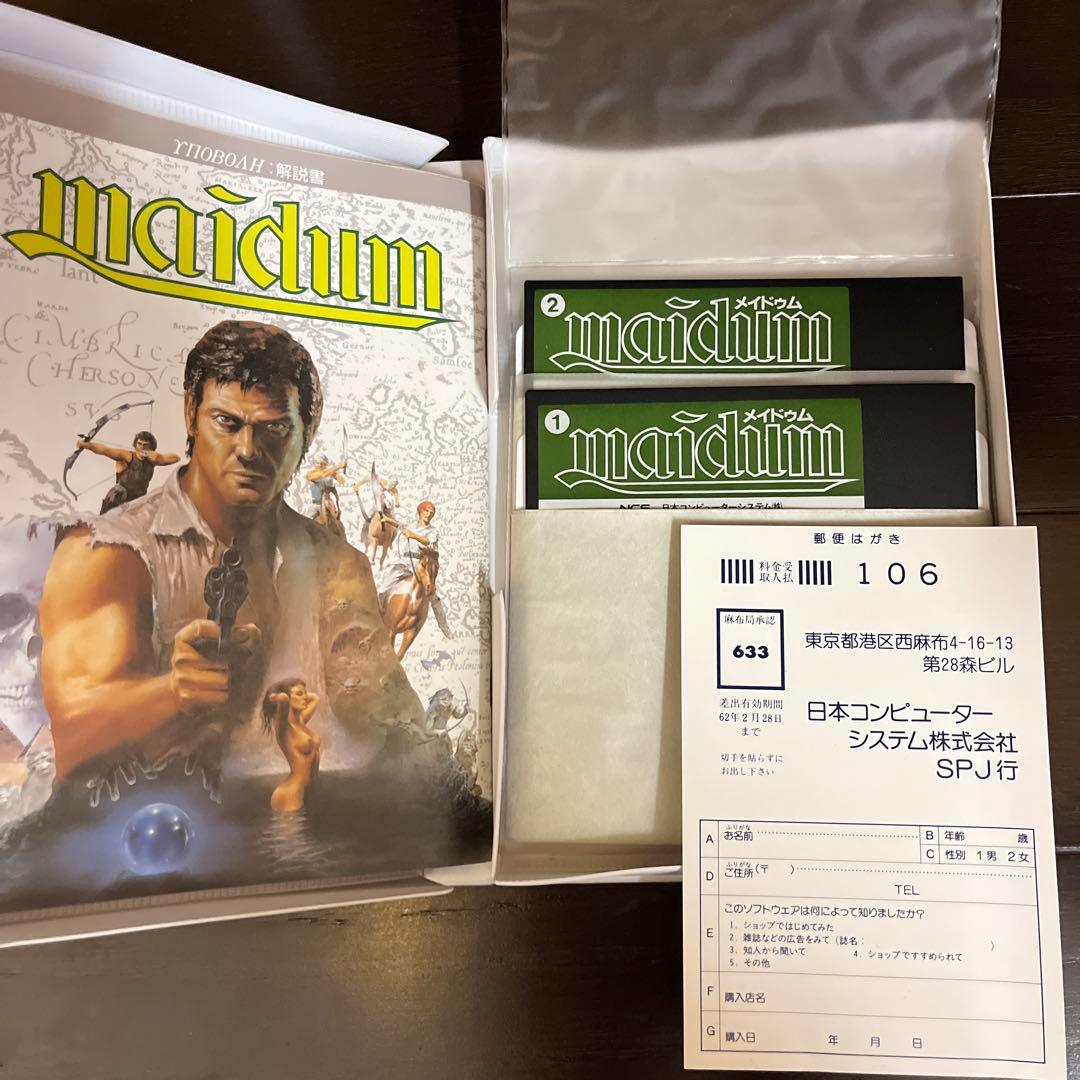 ΥΠΟΒΟΛΗ:解説書
maidum
CIMBRICA
CHERSONE
2
メイドゥム
maidum
1
メイドゥム
maidum
NCS 日本コンピューターシステム㈱
郵便はがき
料金受
取人払
106
麻布局承認
633
差出有効期間
62年2月28日
まで
切手を貼らずに
お出し下さい
東京都港区西麻布4-16-13
第28森ビル
日本コンピューター
システム株式会社
SPJ行
A ふりがな お名前 B 年齢 歳
C 性別 1男 2女
D ふりがな ご住所(〒 )
TEL
E このソフトウェアは何によって知りましたか?
1. ショップではじめてみた
2. 雑誌などの広告をみて(誌名: )
3. 知人から聞いて 4. ショップですすめられて
5. その他
F 購入店名
G 購入日 年 月 日